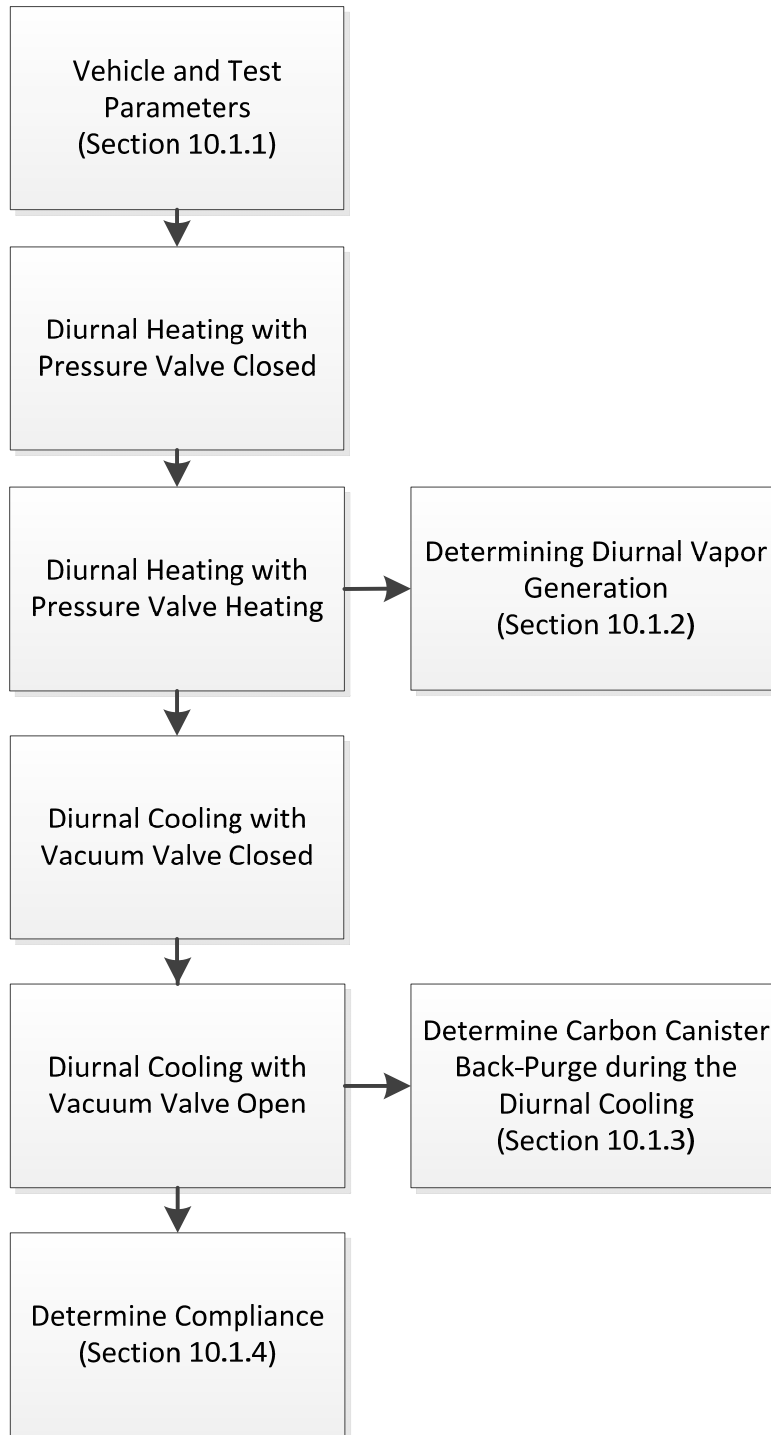 Vehicle and Test
Parameters
(Section 10.1.1)
Diurnal Heating with
Pressure Valve Closed
Diurnal Heating with
Pressure Valve Heating
Determining Diurnal Vapor
Generation
(Section 10.1.2)
Diurnal Cooling with
Vacuum Valve Closed
Diurnal Cooling with
Vacuum Valve Open
Determine Carbon Canister
Back-Purge during the
Diurnal Cooling
(Section 10.1.3)
Determine Compliance
(Section 10.1.4)